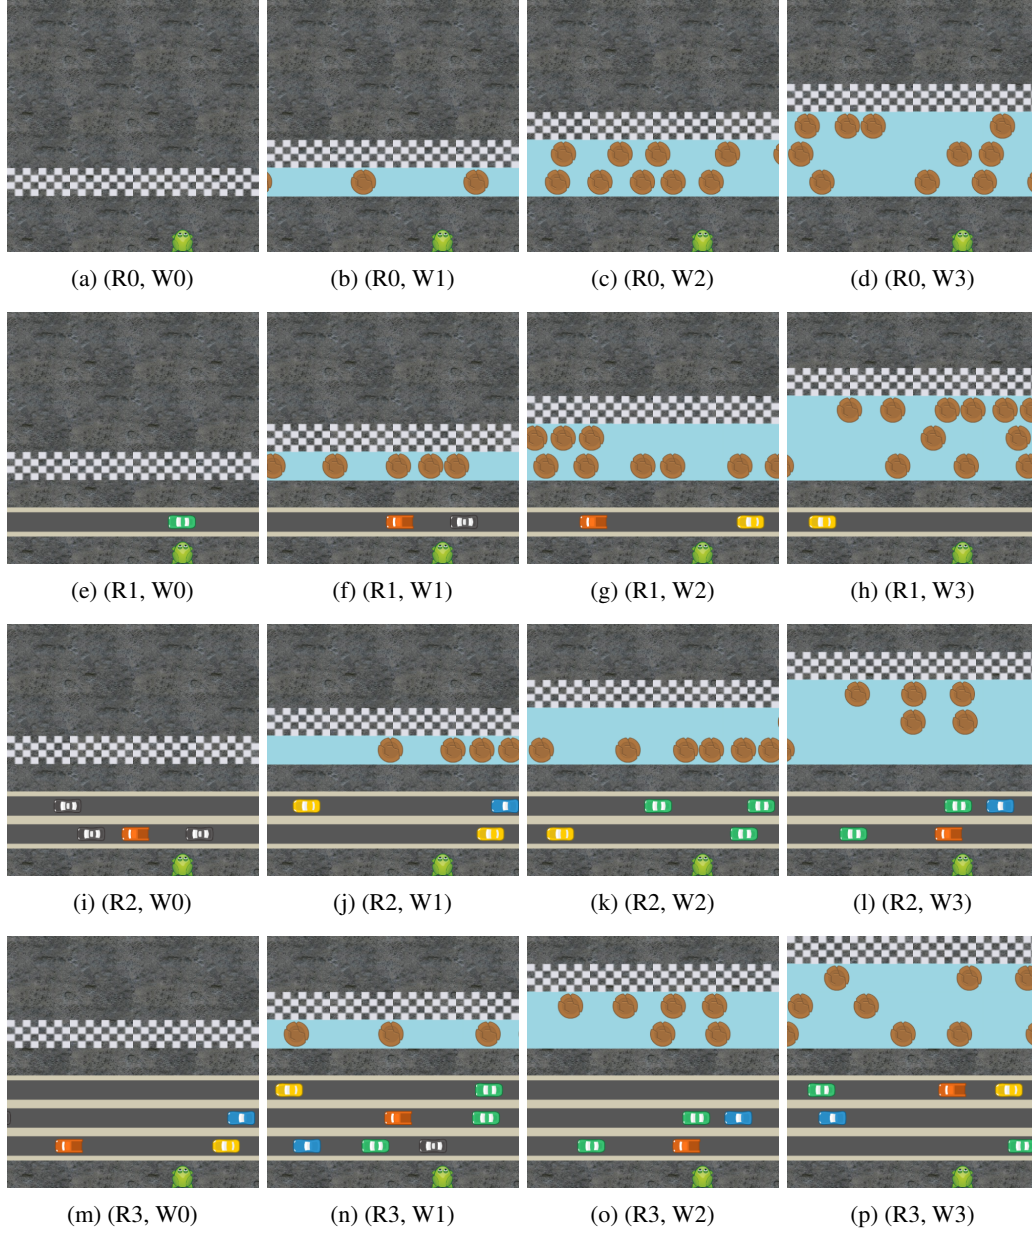 (a) (R0, W0) (b) (R0, W1) (c) (R0, W2) (d) (R0, W3)
(e) (R1, W0) (f) (R1, W1) (g) (R1, W2) (h) (R1, W3)
(i) (R2, W0) (j) (R2, W1) (k) (R2, W2) (l) (R2, W3)
(m) (R3, W0) (n) (R3, W1) (o) (R3, W2) (p) (R3, W3)